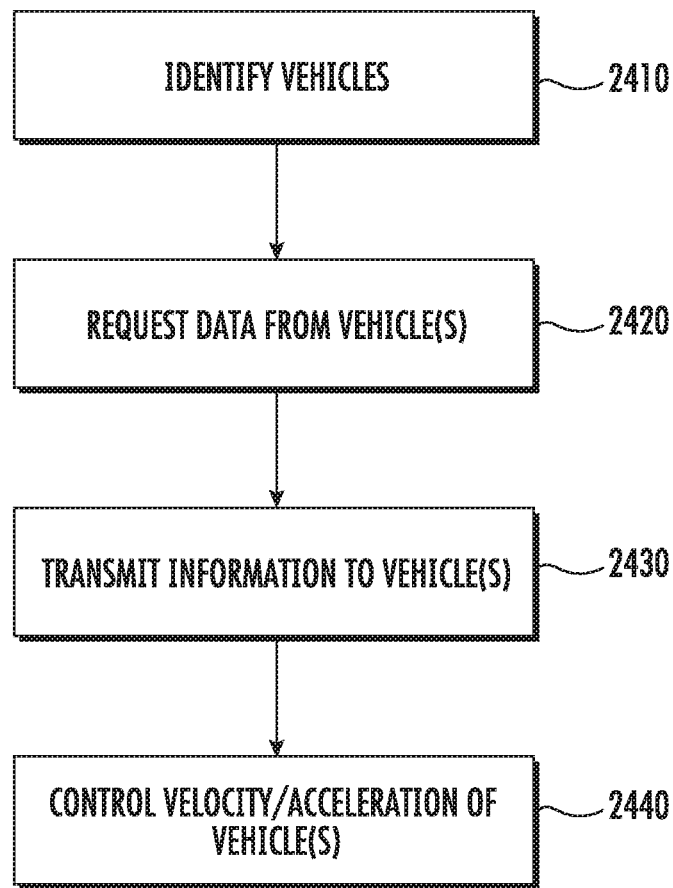 IDENTIFY VEHICLES
2410
REQUEST DATA FROM VEHICLE(S)
2420
TRANSMIT INFORMATION TO VEHICLE(S)
2430
CONTROL VELOCITY/ACCELERATION OF
VEHICLE(S)
2440